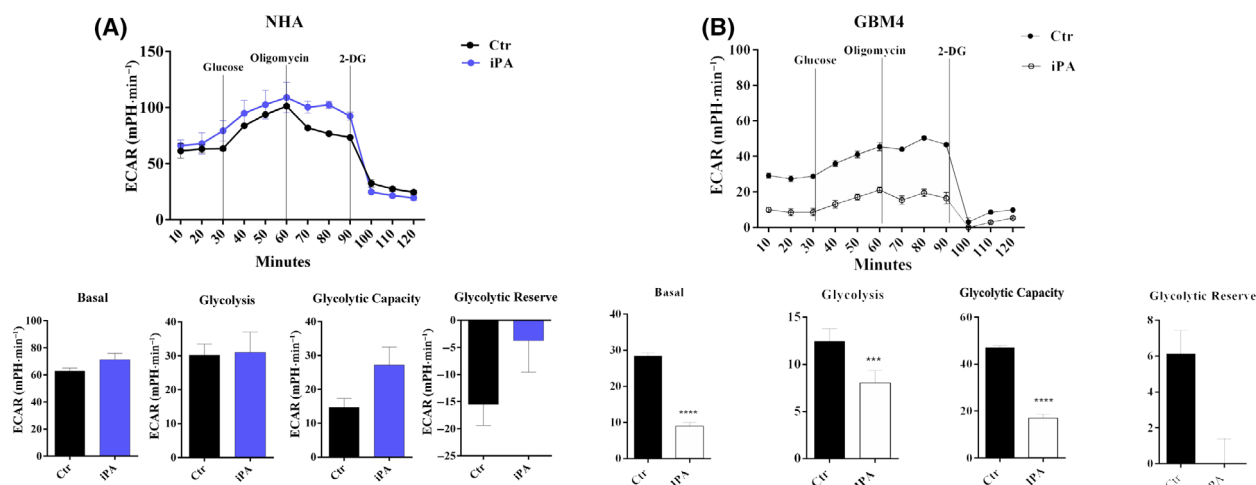 (A)
NHA
Ctr
iPA
Glucose
Oligomycin
2-DG
150
100
50
0
ECAR (mPH·min⁻¹)
10 20 30 40 50 60 70 80 90 100 110 120
Minutes
(B)
GBM4
Ctr
iPA
Glucose
Oligomycin
2-DG
100
80
60
40
20
0
ECAR (mPH·min⁻¹)
10 20 30 40 50 60 70 80 90 100 110 120
Minutes
Basal
100
80
60
40
20
0
ECAR (mPH·min⁻¹)
Ctr iPA
Glycolysis
40
30
20
10
0
ECAR (mPH·min⁻¹)
Ctr iPA
Glycolytic Capacity
40
30
20
10
0
ECAR (mPH·min⁻¹)
Ctr iPA
Glycolytic Reserve
0
−5
−10
−15
−20
−25
ECAR (mPH·min⁻¹)
Ctr iPA
Basal
40
30
20
10
0
****
Ctr IPA
Glycolysis
15
10
5
0
***
Ctr IPA
Glycolytic Capacity
60
40
20
0
****
Ctr IPA
Glycolytic Reserve
8
6
4
2
0
Ctr